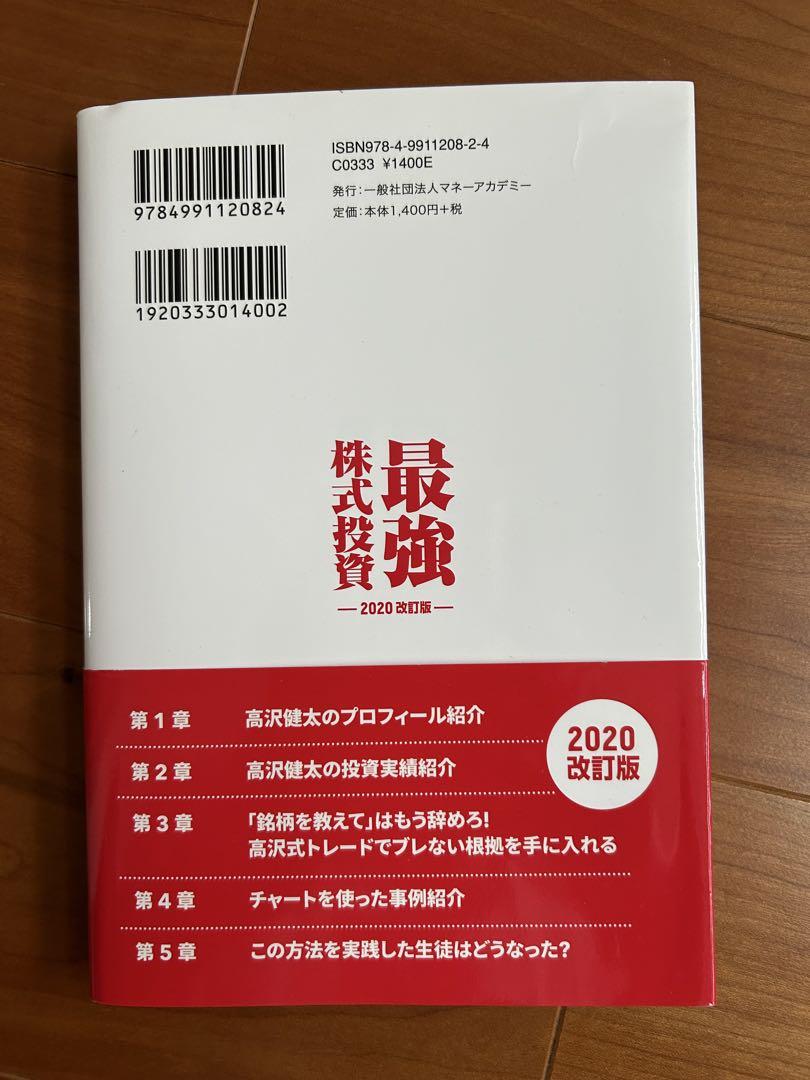 ISBN978-4-9911208-2-4
C0333 ¥1400E
発行：一般社団法人マネーアカデミー
定価：本体1,400円+税
9784991120824
1920333014002
最強
株式投資
2020 改訂版
2020
改訂版
第1章 高沢健太のプロフィール紹介
第2章 高沢健太の投資実績紹介
第3章 「銘柄を教えて」はもう辞めろ！
高沢式トレードでブレない根拠を手に入れる
第4章 チャートを使った事例紹介
第5章 この方法を実践した生徒はどうなった？